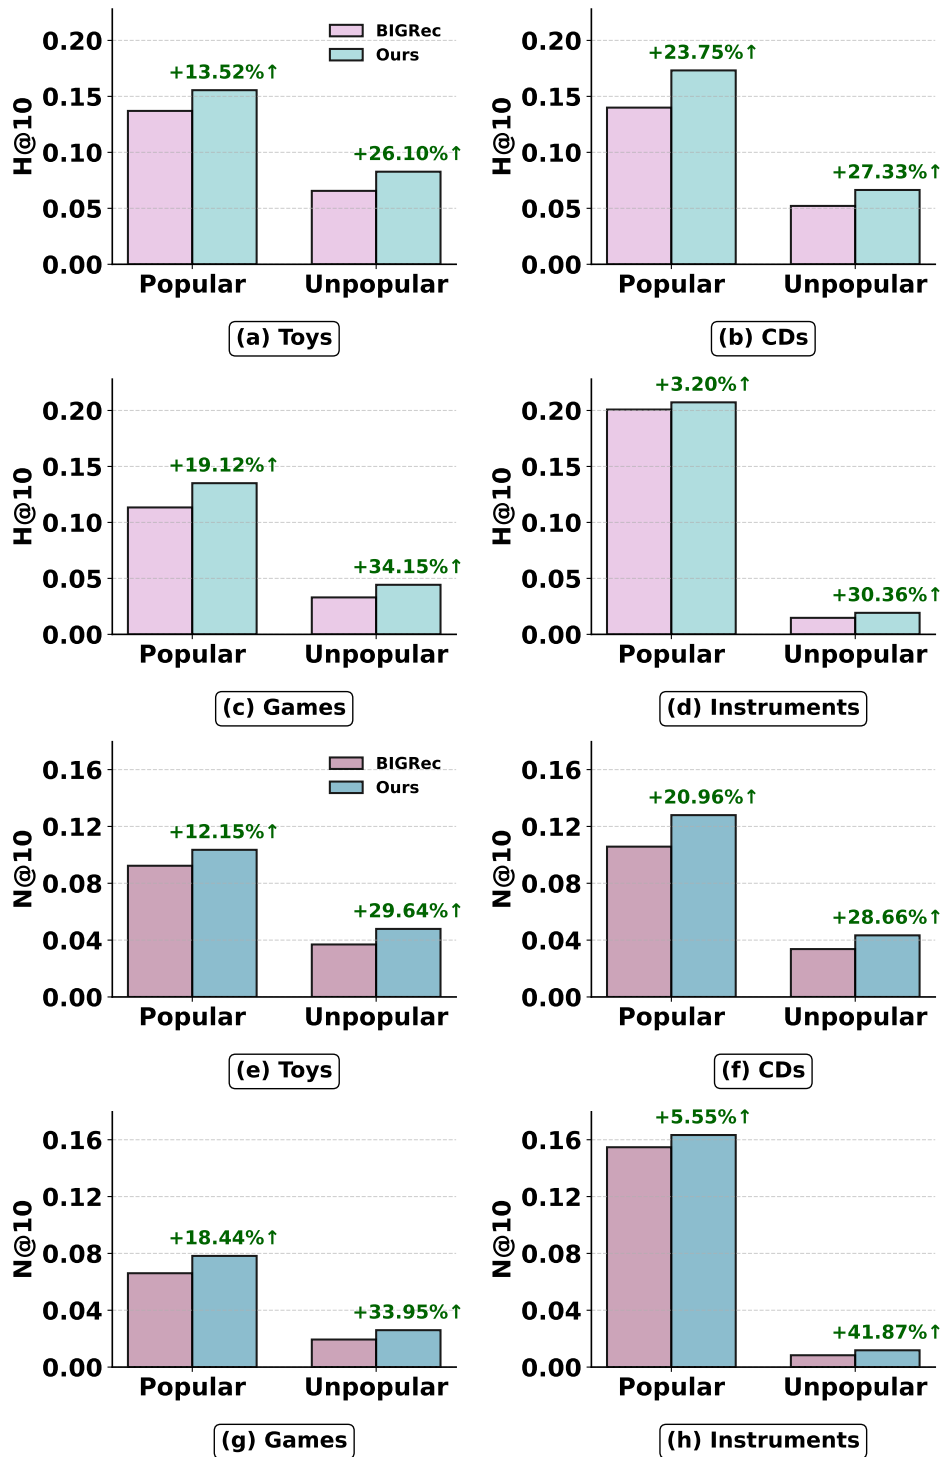 BIGRec
Ours
H@10
0.20
0.15
0.10
0.05
0.00
+13.52%↑
+26.10%↑
Popular
Unpopular
(a) Toys
H@10
0.20
0.15
0.10
0.05
0.00
+23.75%↑
+27.33%↑
Popular
Unpopular
(b) CDs
H@10
0.20
0.15
0.10
0.05
0.00
+19.12%↑
+34.15%↑
Popular
Unpopular
(c) Games
H@10
0.20
0.15
0.10
0.05
0.00
+3.20%↑
+30.36%↑
Popular
Unpopular
(d) Instruments
BIGRec
Ours
N@10
0.16
0.12
0.08
0.04
0.00
+12.15%↑
+29.64%↑
Popular
Unpopular
(e) Toys
N@10
0.16
0.12
0.08
0.04
0.00
+20.96%↑
+28.66%↑
Popular
Unpopular
(f) CDs
N@10
0.16
0.12
0.08
0.04
0.00
+18.44%↑
+33.95%↑
Popular
Unpopular
(g) Games
N@10
0.16
0.12
0.08
0.04
0.00
+5.55%↑
+41.87%↑
Popular
Unpopular
(h) Instruments